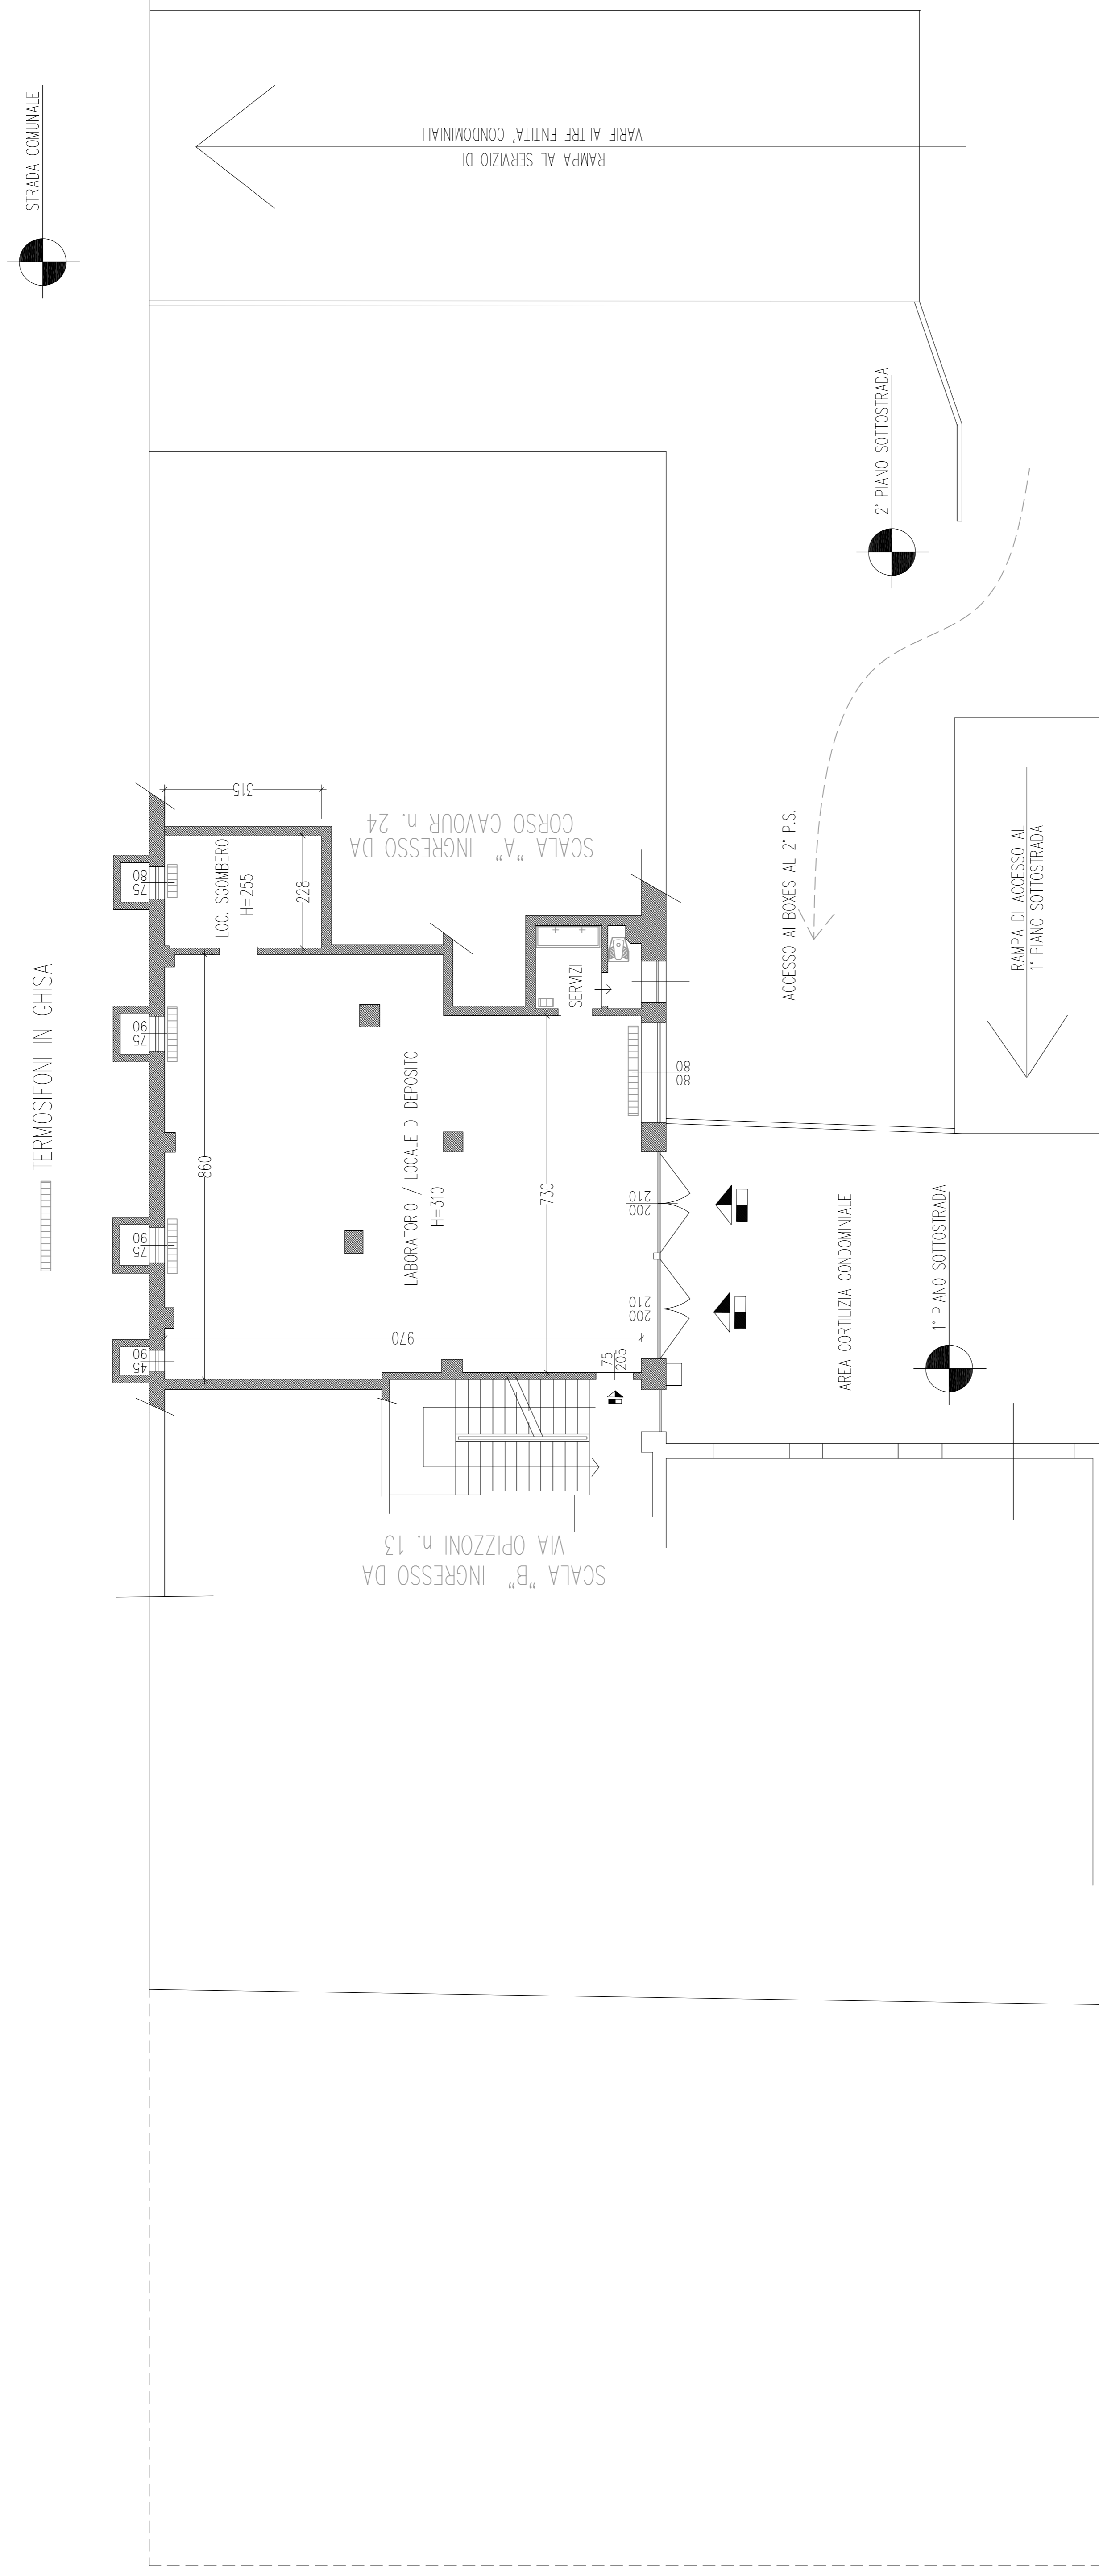 STRADA COMUNALE
RAMPA AL SERVIZIO DI
VARIE ALTRE ENTITA' CONDOMINIALI
2° PIANO SOTTOSTRADA
TERMOSIFONI IN GHISA
75
80
LOC. SGOMBERO
H=255
315
228
SCALA "A" INGRESSO DA
CORSO CAVOUR n. 24
75
90
75
90
45
90
860
970
LABORATORIO / LOCALE DI DEPOSITO
H=310
730
SERVIZI
80
80
200
210
200
210
75
205
ACCESSO AI BOXES AL 2° P.S.
RAMPA DI ACCESSO AL
1° PIANO SOTTOSTRADA
AREA CORTILIZIA CONDOMINIALE
1° PIANO SOTTOSTRADA
SCALA "B" INGRESSO DA
VIA OPIZZONI n. 13